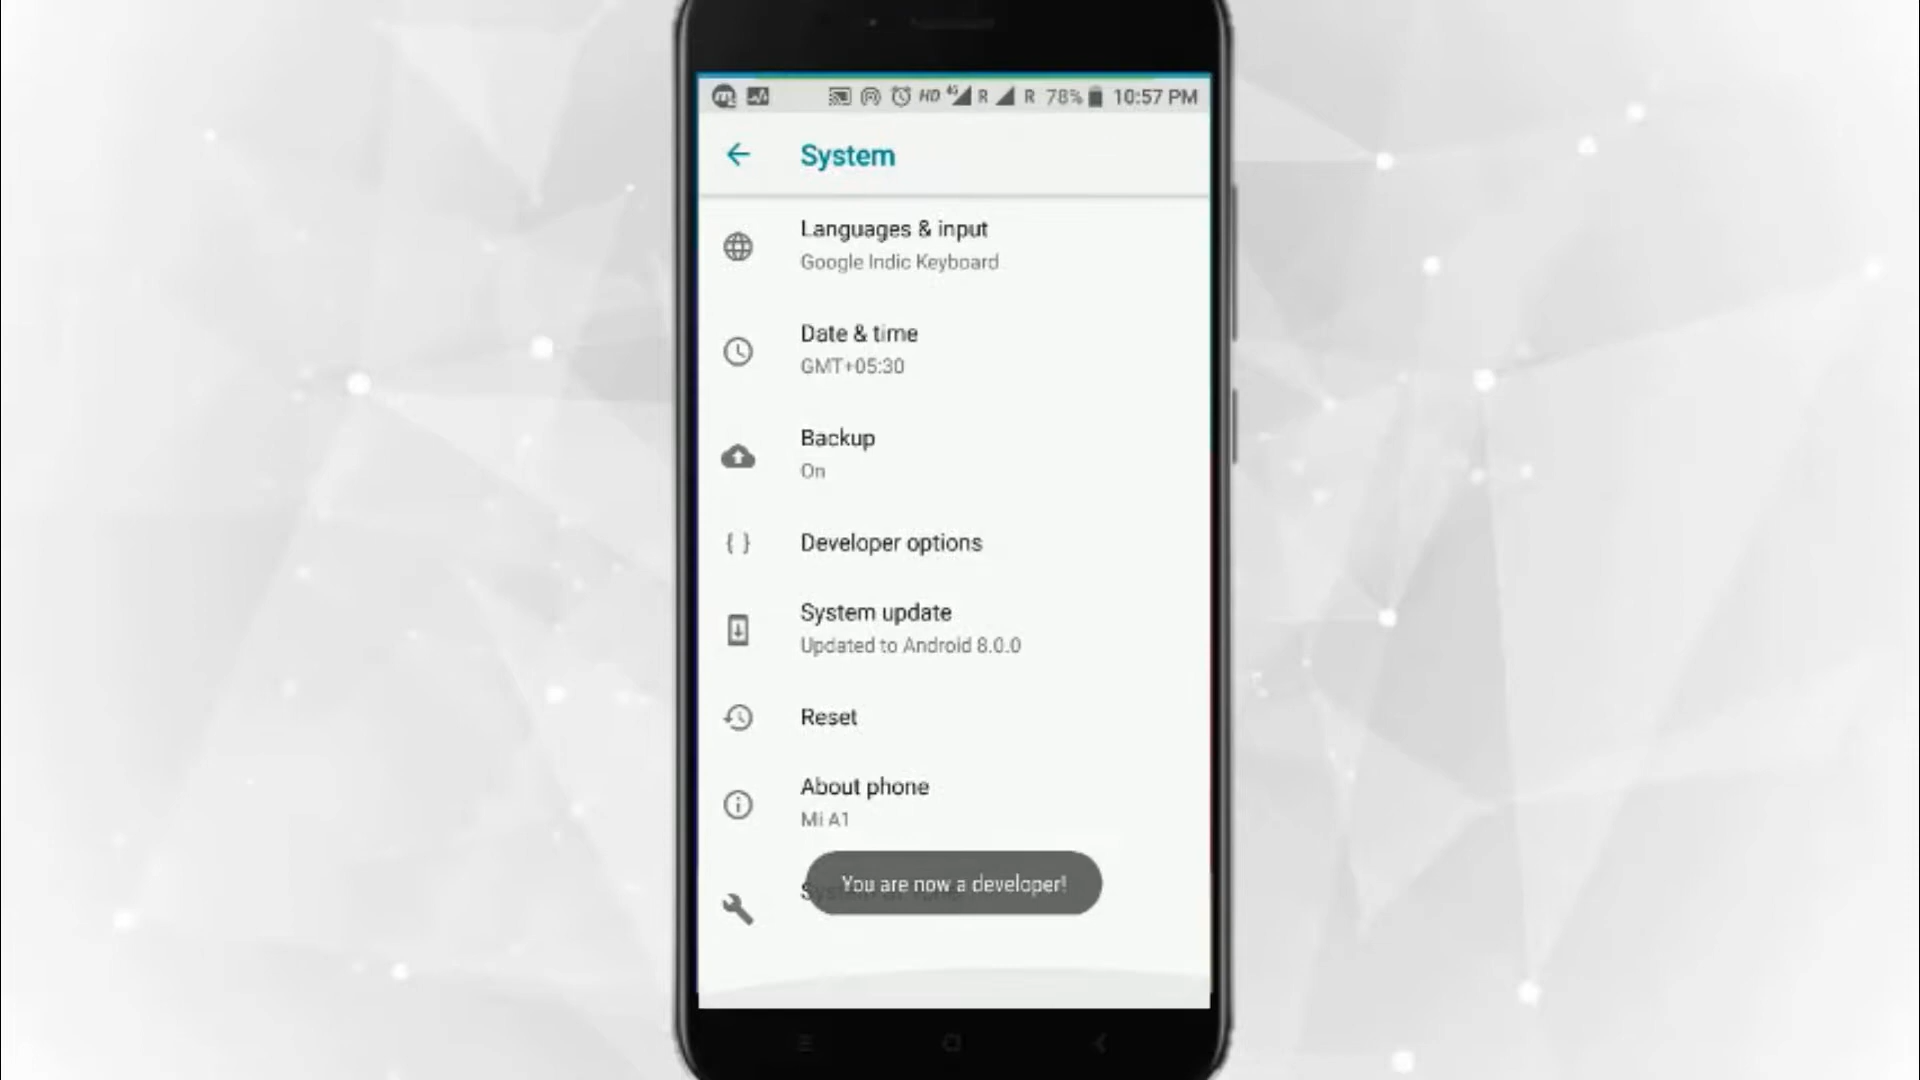 HD 4G R R 78% 10:57 PM
System
Languages & input
Google Indic Keyboard
Date & time
GMT+05:30
Backup
On
{ } Developer options
System update
Updated to Android 8.0.0
Reset
About phone
Mi A1
You are now a developer!